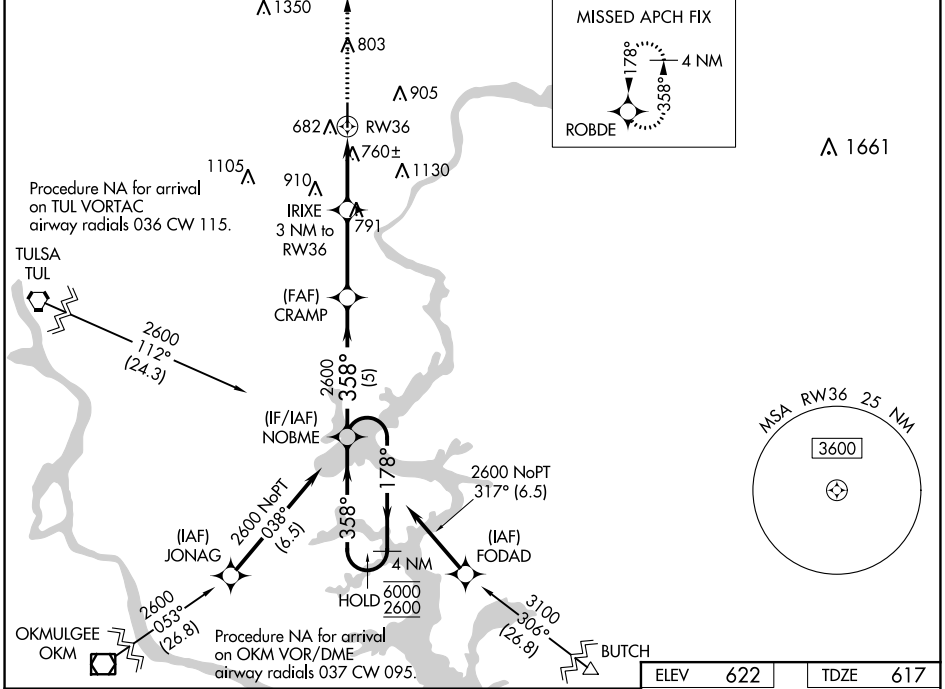 1350
803
905
682
RW36
760±
1105
910
1130
IRIXE
3 NM to
RW36
791
MISSED APCH FIX
178°
4 NM
358°
ROBDE
1661
Procedure NA for arrival
on TUL VORTAC
airway radials 036 CW 115.
TULSA
TUL
2600
112°
(24.3)
(FAF)
CRAMP
2600
358°
(5)
(IF/IAF)
NOBME
178°
358°
4 NM
HOLD
6000
2600
2600 NoPT
038°
(6.5)
(IAF)
JONAG
2600 NoPT
317° (6.5)
(IAF)
FODAD
2600
053°
(26.8)
OKMULGEE
OKM
Procedure NA for arrival
on OKM VOR/DME
airway radials 037 CW 095.
3100
306°
(26.8)
BUTCH
MSA RW36 25 NM
3600
ELEV 622
TDZE 617